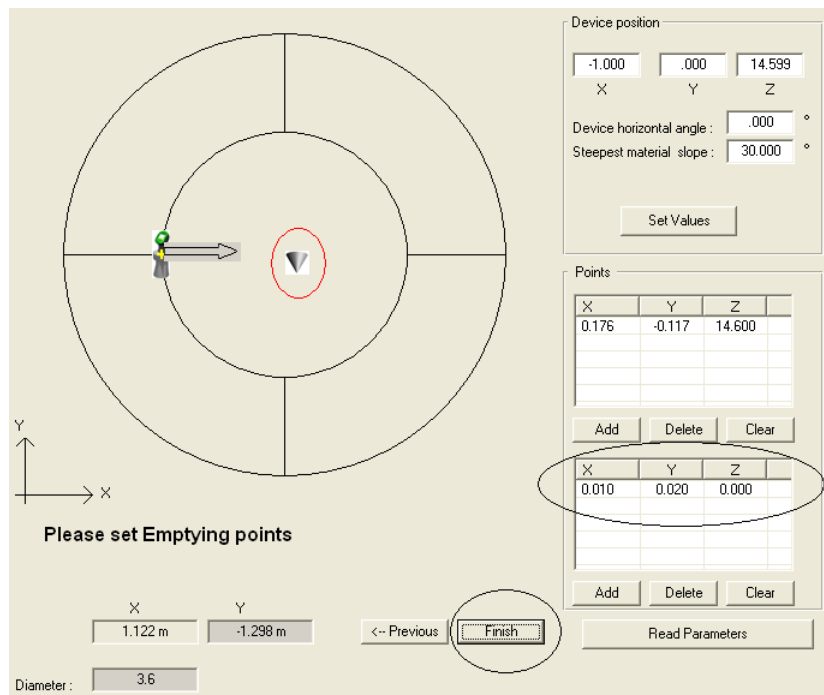 Device position
-1.000 .000 14.599
X Y Z
Device horizontal angle : .000 °
Steepest material slope : 30.000 °
Set Values
Points
X Y Z
0.176 -0.117 14.600
Add Delete Clear
X Y Z
0.010 0.020 0.000
Add Delete Clear
Read Parameters
Y
X
Please set Emptying points
X Y
1.122 m -1.298 m
<-- Previous Finish
Diameter : 3.6